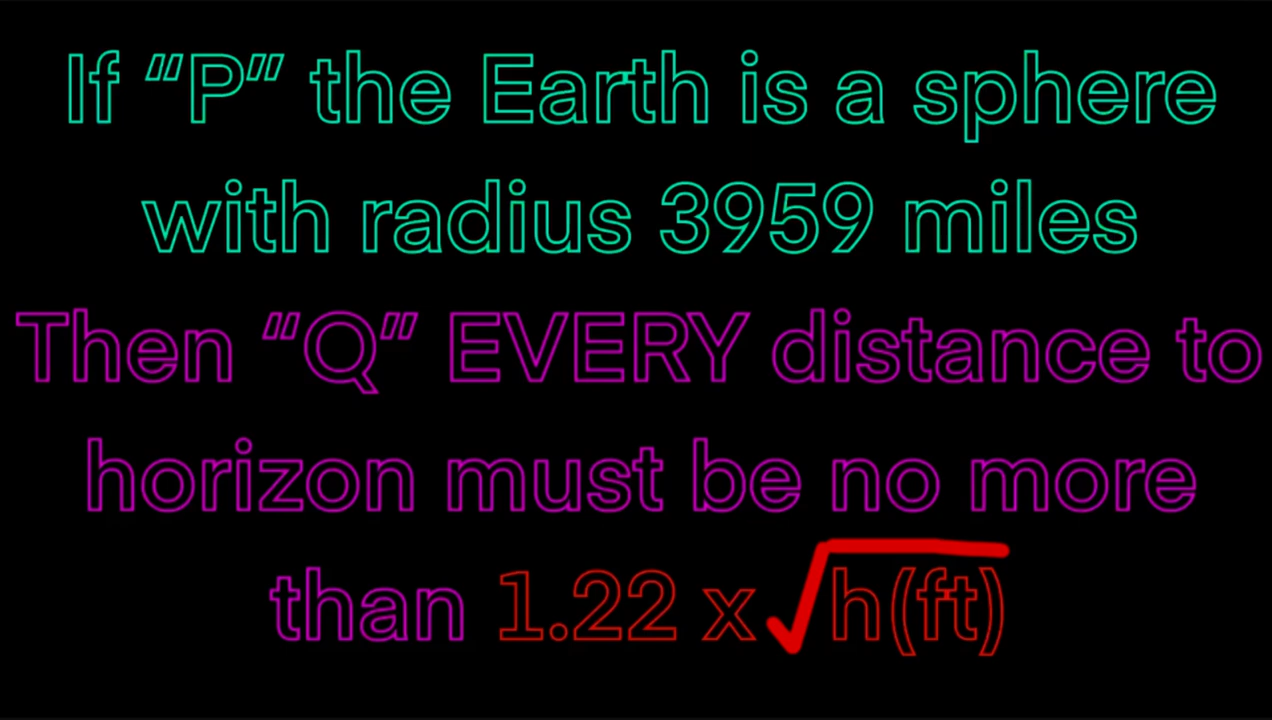 If “P” the Earth is a sphere
with radius 3959 miles
Then “Q” EVERY distance to
horizon must be no more
than 1.22 x √h(ft)